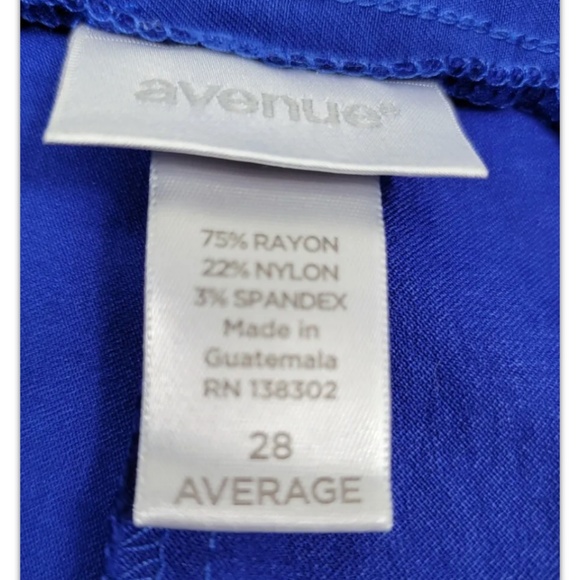 avenue®
75% RAYON
22% NYLON
3% SPANDEX
Made in
Guatemala
RN 138302
28
AVERAGE